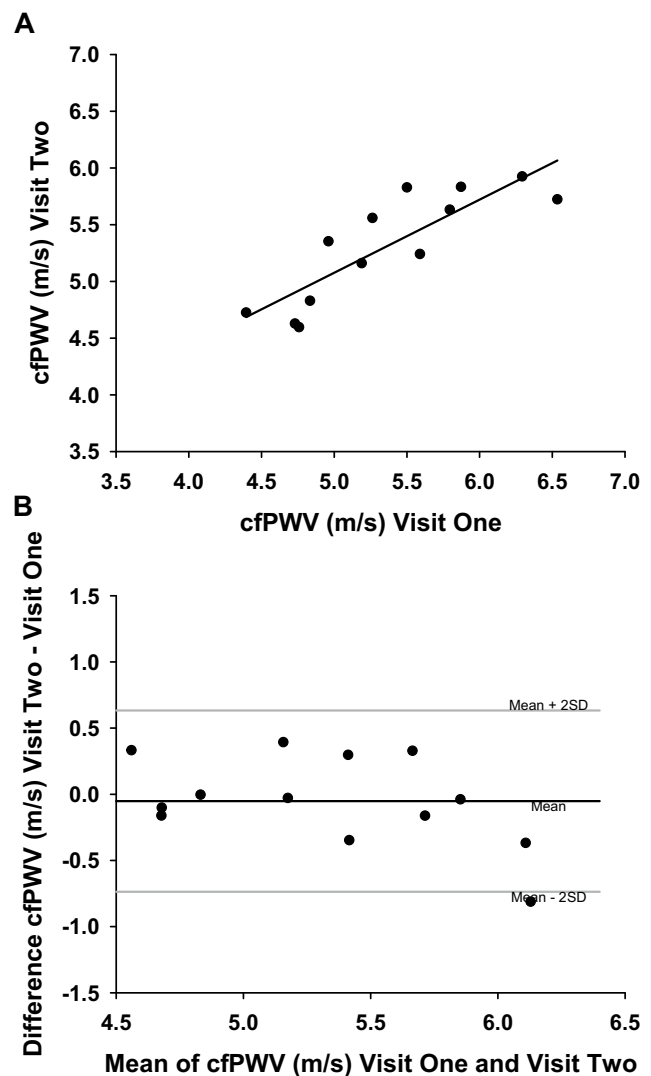 A
7.0
6.5
6.0
5.5
5.0
4.5
4.0
3.5
cfPWV (m/s) Visit Two
3.5 4.0 4.5 5.0 5.5 6.0 6.5 7.0
cfPWV (m/s) Visit One
B
1.5
1.0
0.5
0.0
-0.5
-1.0
-1.5
Difference cfPWV (m/s) Visit Two - Visit One
Mean + 2SD
Mean
Mean - 2SD
4.5 5.0 5.5 6.0 6.5
Mean of cfPWV (m/s) Visit One and Visit Two